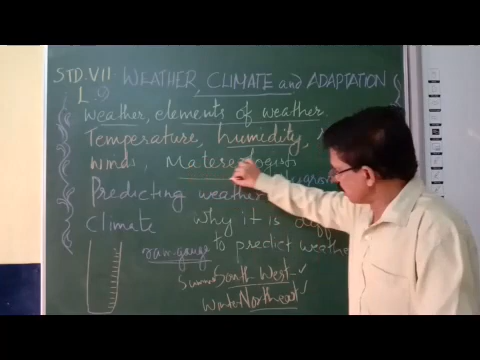 STD.VII WEATHER, CLIMATE and ADAPTATION
L. 9)
Weather, elements of weather.
Temperature, humidity,
Winds, Matereologist
Predicting weather
Climate why it is
to predict weather
rain gauge
South West ✓
Winter Northeast ✓